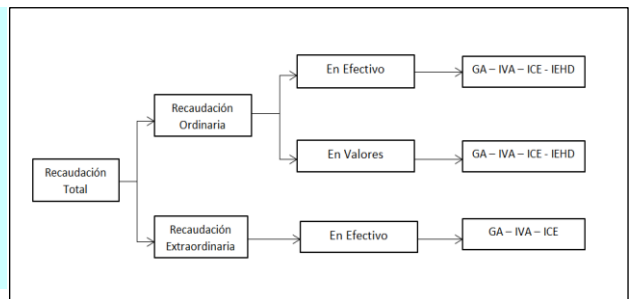 En Efectivo
GA – IVA – ICE - IEHD
Recaudación
Ordinaria
En Valores
GA – IVA – ICE - IEHD
Recaudación
Total
Recaudación
Extraordinaria
En Efectivo
GA – IVA – ICE